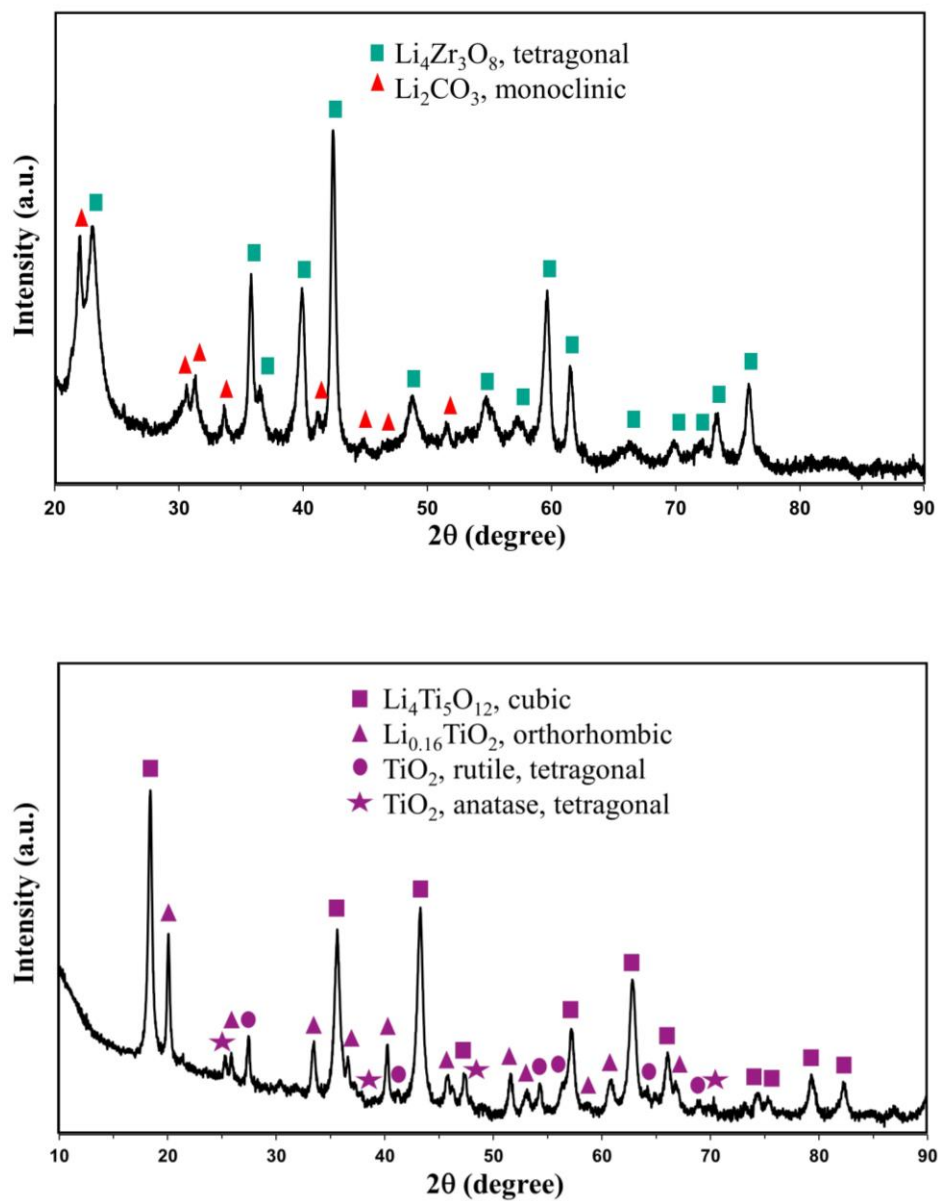 Li₄Zr₃O₈, tetragonal
Li₂CO₃, monoclinic
Intensity (a.u.)
20 30 40 50 60 70 80 90
2θ (degree)
Li₄Ti₅O₁₂, cubic
Li₀.₁₆TiO₂, orthorhombic
TiO₂, rutile, tetragonal
TiO₂, anatase, tetragonal
Intensity (a.u.)
10 20 30 40 50 60 70 80 90
2θ (degree)